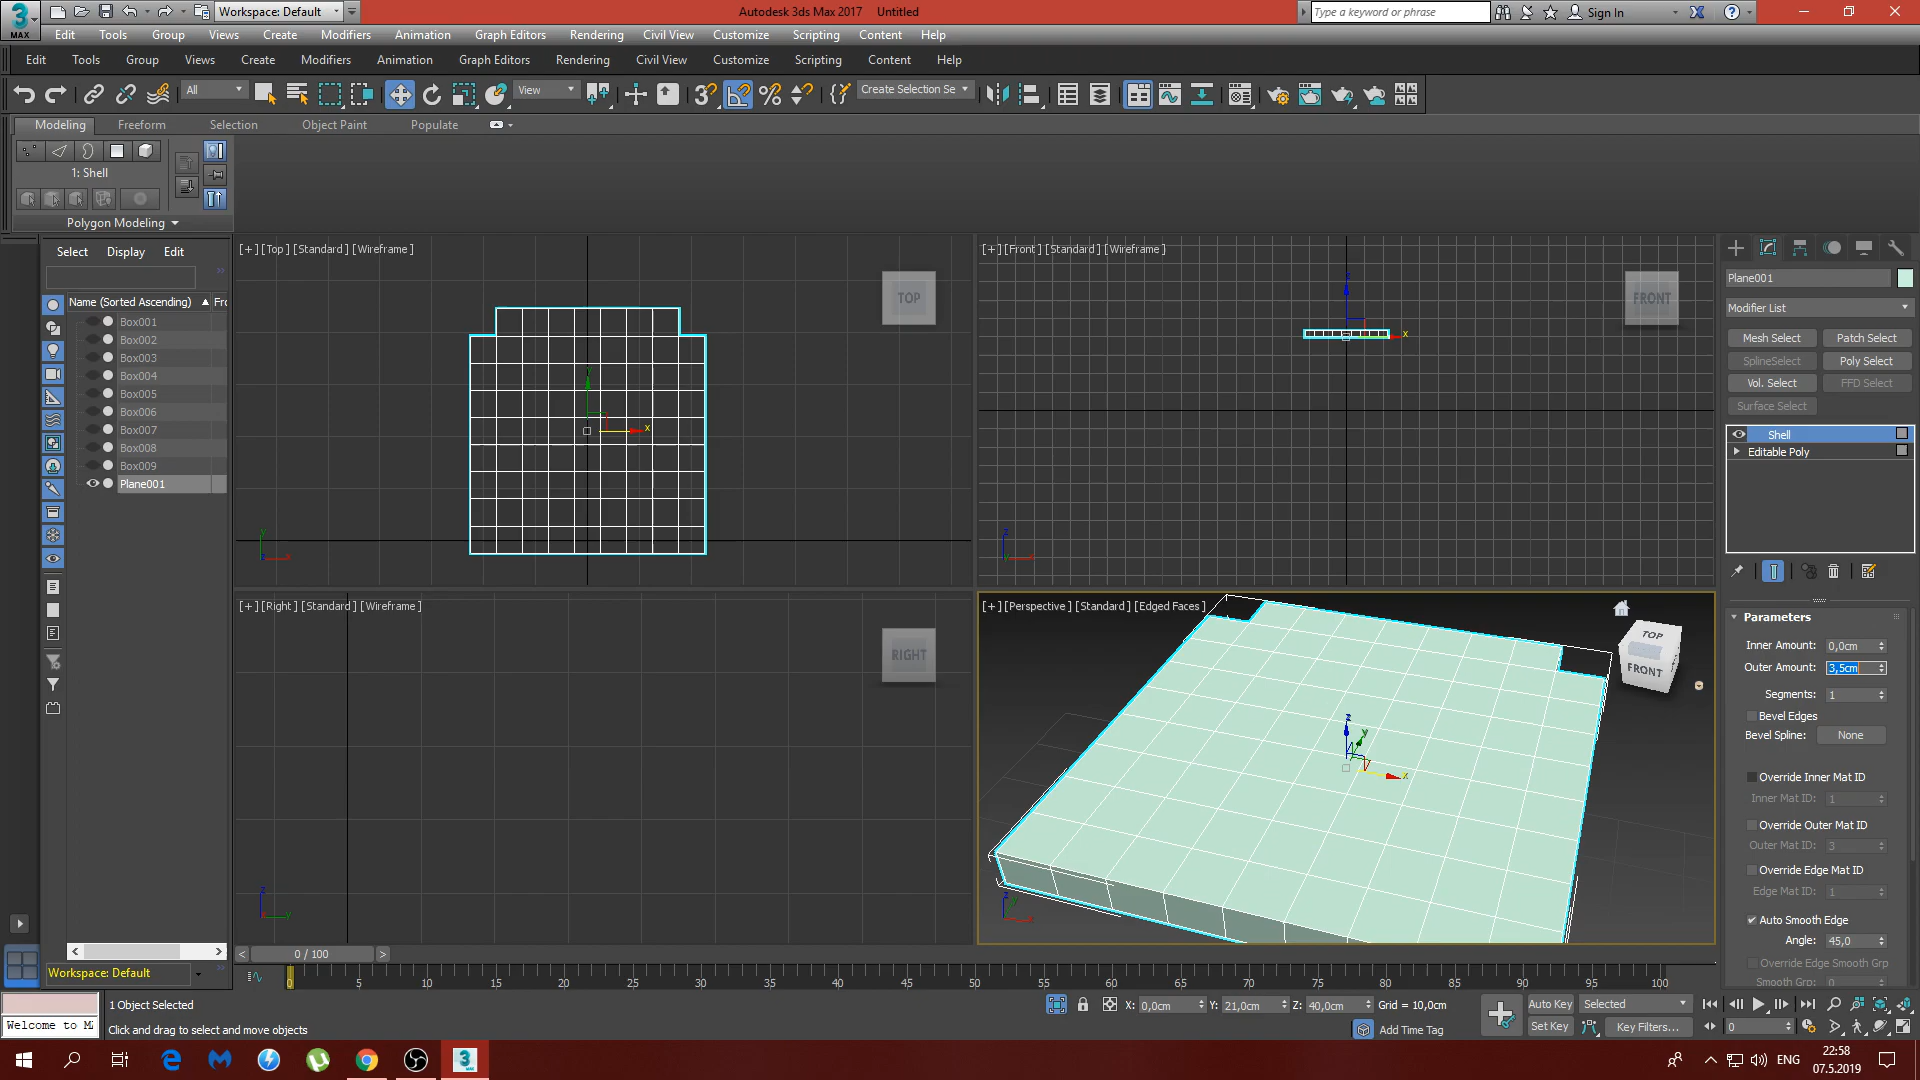 Workspace: Default
Autodesk 3ds Max 2017 Untitled
Type a keyword or phrase
Sign In
MAX
Edit Tools Group Views Create Modifiers Animation Graph Editors Rendering Civil View Customize Scripting Content Help
Edit Tools Group Views Create Modifiers Animation Graph Editors Rendering Civil View Customize Scripting Content Help
All
View
Create Selection Se
Modeling Freeform Selection Object Paint Populate
1: Shell
Polygon Modeling
Select Display Edit
Name (Sorted Ascending) ▲ Fr
Box001
Box002
Box003
Box004
Box005
Box006
Box007
Box008
Box009
Plane001
[+] [Top] [Standard] [Wireframe]
TOP
[+] [Front] [Standard] [Wireframe]
FRONT
[+] [Right] [Standard] [Wireframe]
RIGHT
[+] [Perspective] [Standard] [Edged Faces]
TOP
FRONT
Plane001
Modifier List
Mesh Select Patch Select
SplineSelect Poly Select
Vol. Select FFD Select
Surface Select
Shell
Editable Poly
Parameters
Inner Amount: 0,0cm
Outer Amount: 3,5cm
Segments: 1
Bevel Edges
Bevel Spline: None
Override Inner Mat ID
Inner Mat ID: 1
Override Outer Mat ID
Outer Mat ID: 3
Override Edge Mat ID
Edge Mat ID: 1
Auto Smooth Edge
Angle: 45,0
Override Edge Smooth Grp
Smooth Grp: 0
0 / 100
Workspace: Default
0 5 10 15 20 25 30 35 40 45 50 55 60 65 70 75 80 85 90 95 100
1 Object Selected
X: 0,0cm Y: 21,0cm Z: 40,0cm Grid = 10,0cm
Auto Key Selected
Welcome to M
Click and drag to select and move objects
Add Time Tag
Set Key Key Filters...
0
ENG
22:58
07.5.2019